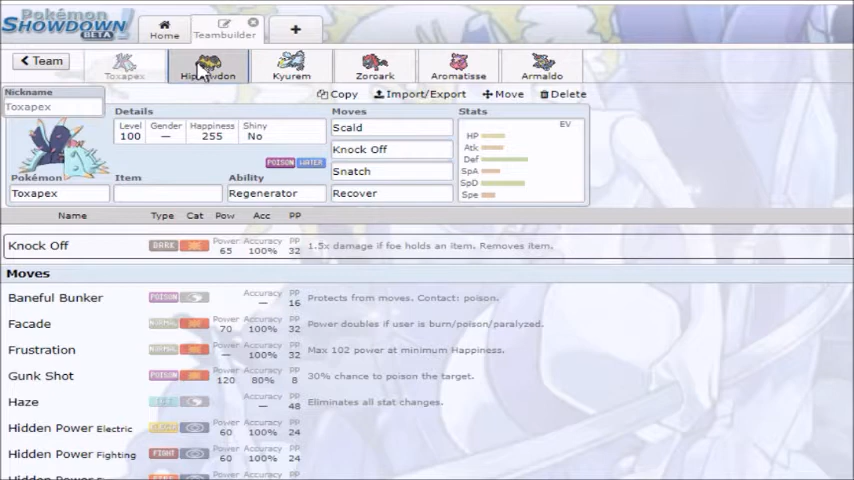 Pokémon
SHOWDOWN!
BETA
Home
Teambuilder
+
< Team
Toxapex
Hippowdon
Kyurem
Zoroark
Aromatisse
Armaldo
Copy
Import/Export
Move
Delete
Nickname
Toxapex
Details
Level
100
Gender
—
Happiness
255
Shiny
No
POISON
WATER
Pokémon
Toxapex
Item
Ability
Regenerator
Moves
Scald
Knock Off
Snatch
Recover
Stats
EV
HP
Atk
Def
SpA
SpD
Spe
Name Type Cat Pow Acc PP
Knock Off DARK Power 65 Accuracy 100% PP 32 1.5x damage if foe holds an item. Removes item.
Moves
Baneful Bunker POISON Accuracy — PP 16 Protects from moves. Contact: poison.
Facade NORMAL Power 70 Accuracy 100% PP 32 Power doubles if user is burn/poison/paralyzed.
Frustration NORMAL Power — Accuracy 100% PP 32 Max 102 power at minimum Happiness.
Gunk Shot POISON Power 120 Accuracy 80% PP 8 30% chance to poison the target.
Haze ICE Accuracy — PP 48 Eliminates all stat changes.
Hidden Power Electric Power 60 Accuracy 100% PP 24
Hidden Power Fighting FIGHT Power 60 Accuracy 100% PP 24
Hidden Power Power Accuracy PP